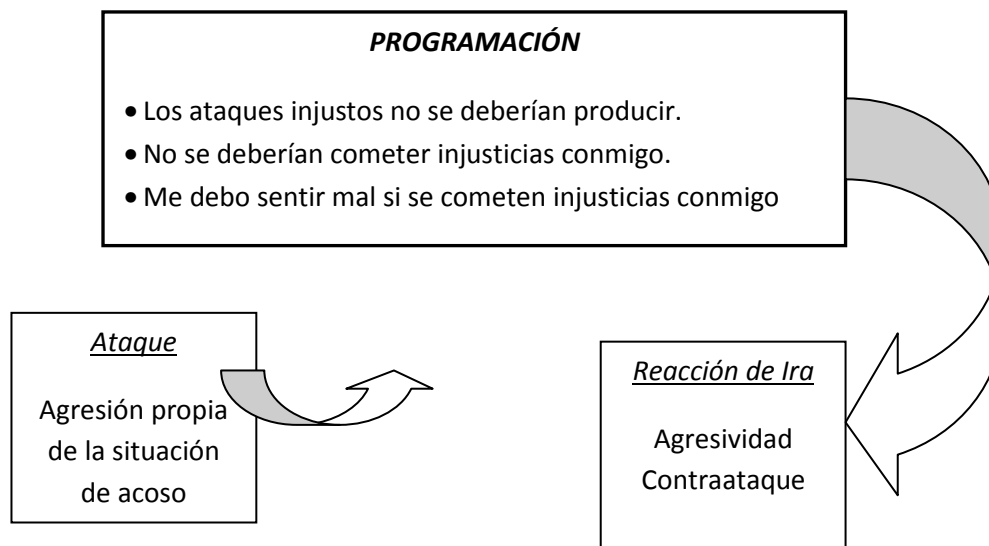 PROGRAMACIÓN
• Los ataques injustos no se deberían producir.
• No se deberían cometer injusticias conmigo.
• Me debo sentir mal si se cometen injusticias conmigo
Ataque
Agresión propia
de la situación
de acoso
Reacción de Ira
Agresividad
Contraataque